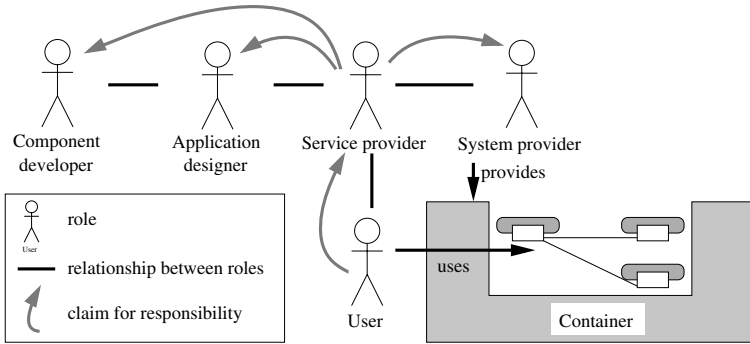 Component
developer
Application
designer
Service provider
System provider
provides
User
role
relationship between roles
claim for responsibility
uses
User
Container